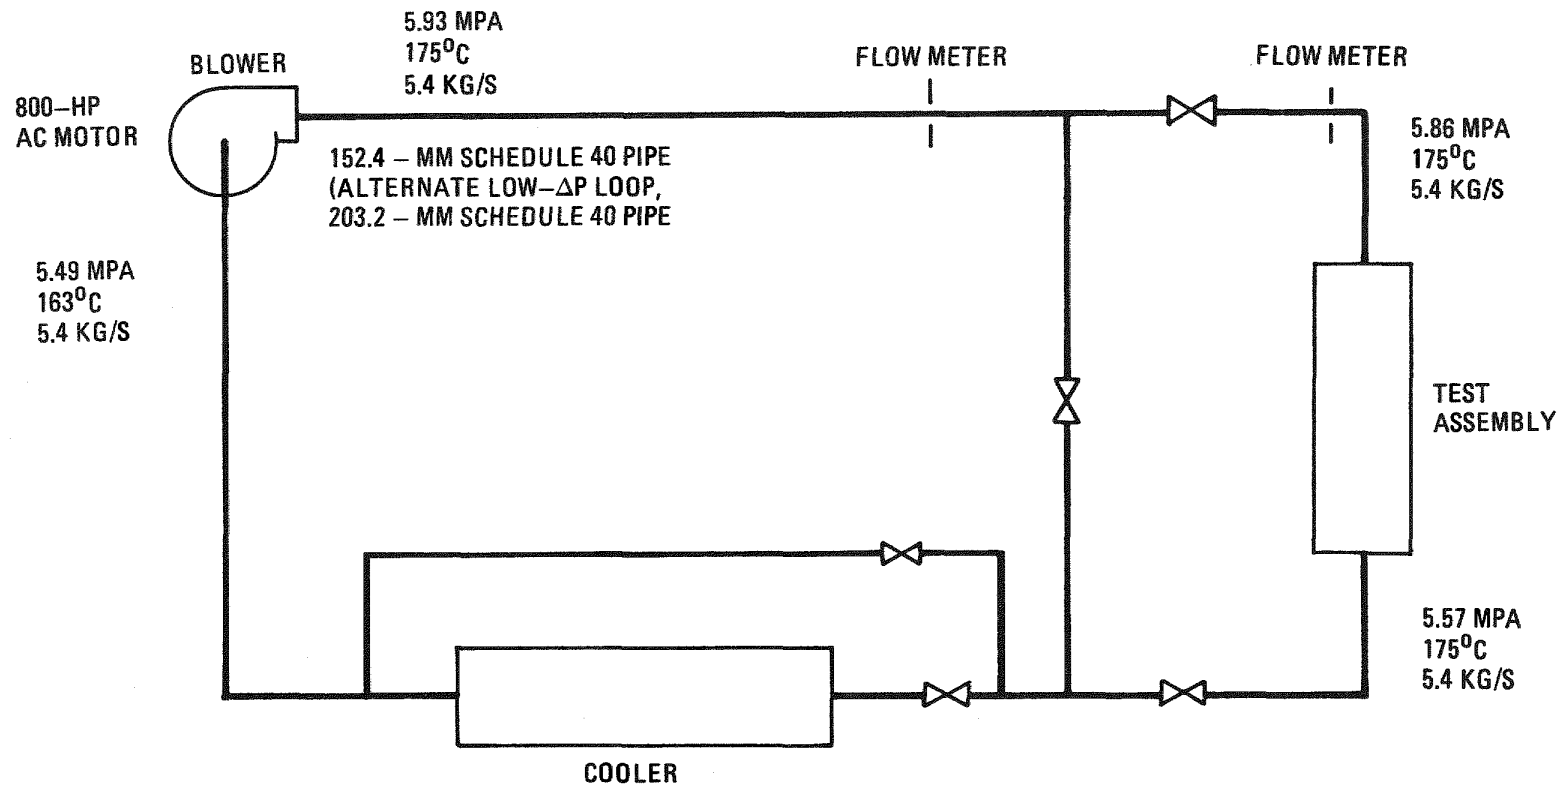 5.93 MPA
175⁰C
5.4 KG/S
BLOWER
FLOW METER
FLOW METER
800–HP
AC MOTOR
5.86 MPA
175⁰C
5.4 KG/S
152.4 – MM SCHEDULE 40 PIPE
(ALTERNATE LOW–ΔP LOOP,
203.2 – MM SCHEDULE 40 PIPE
5.49 MPA
163⁰C
5.4 KG/S
TEST
ASSEMBLY
5.57 MPA
175⁰C
5.4 KG/S
COOLER